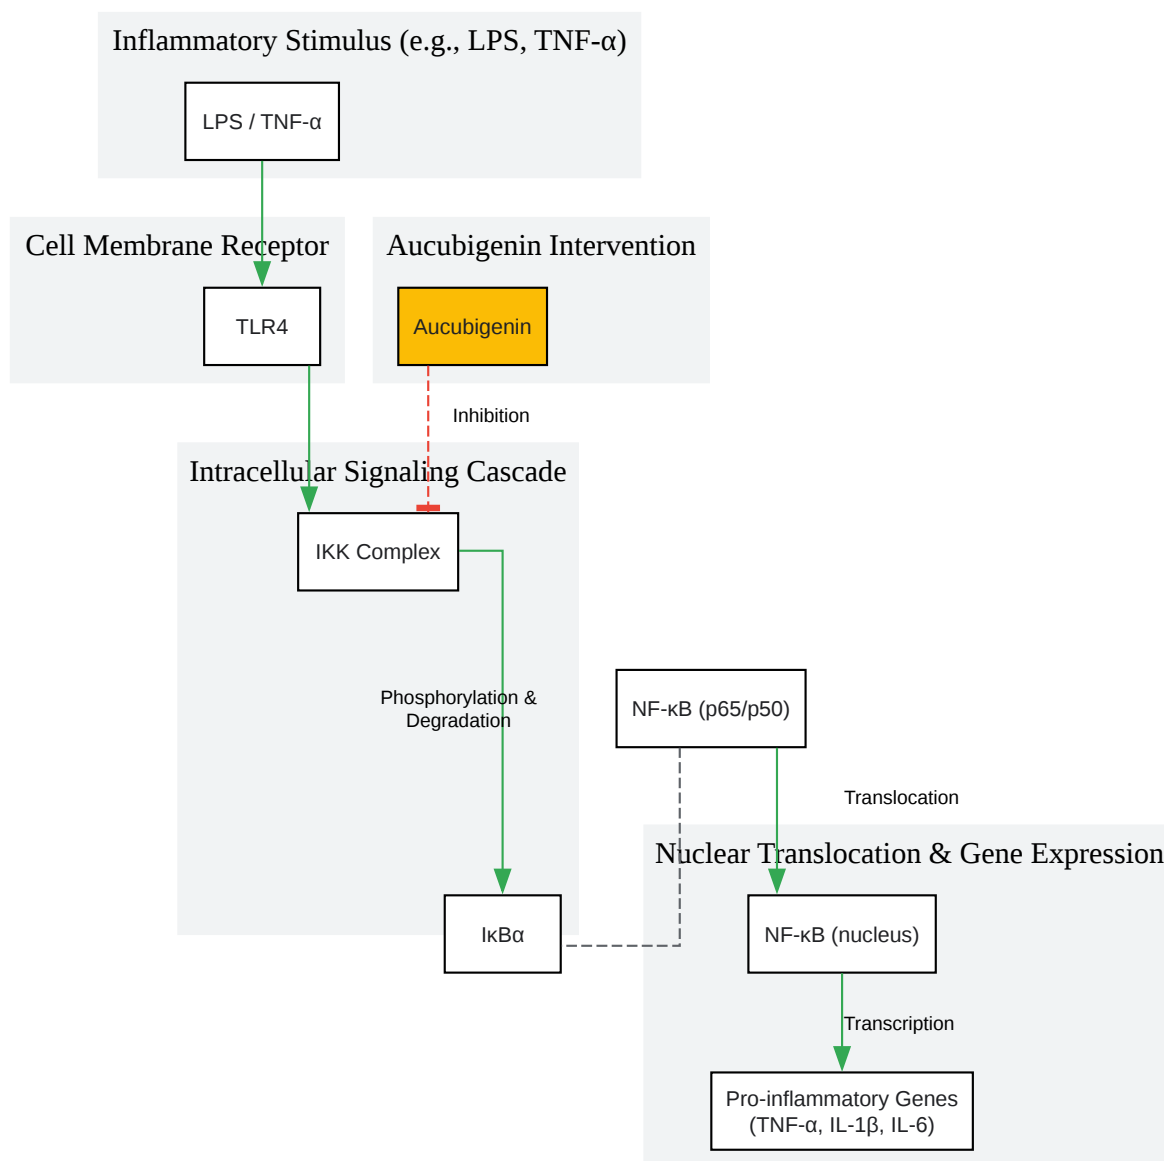 Inflammatory Stimulus (e.g., LPS, TNF-α)
LPS / TNF-α
Cell Membrane Receptor
TLR4
Aucubigenin Intervention
Aucubigenin
Inhibition
Intracellular Signaling Cascade
IKK Complex
Phosphorylation &
Degradation
IκBα
NF-κB (p65/p50)
Translocation
Nuclear Translocation & Gene Expression
NF-κB (nucleus)
Transcription
Pro-inflammatory Genes
(TNF-α, IL-1β, IL-6)